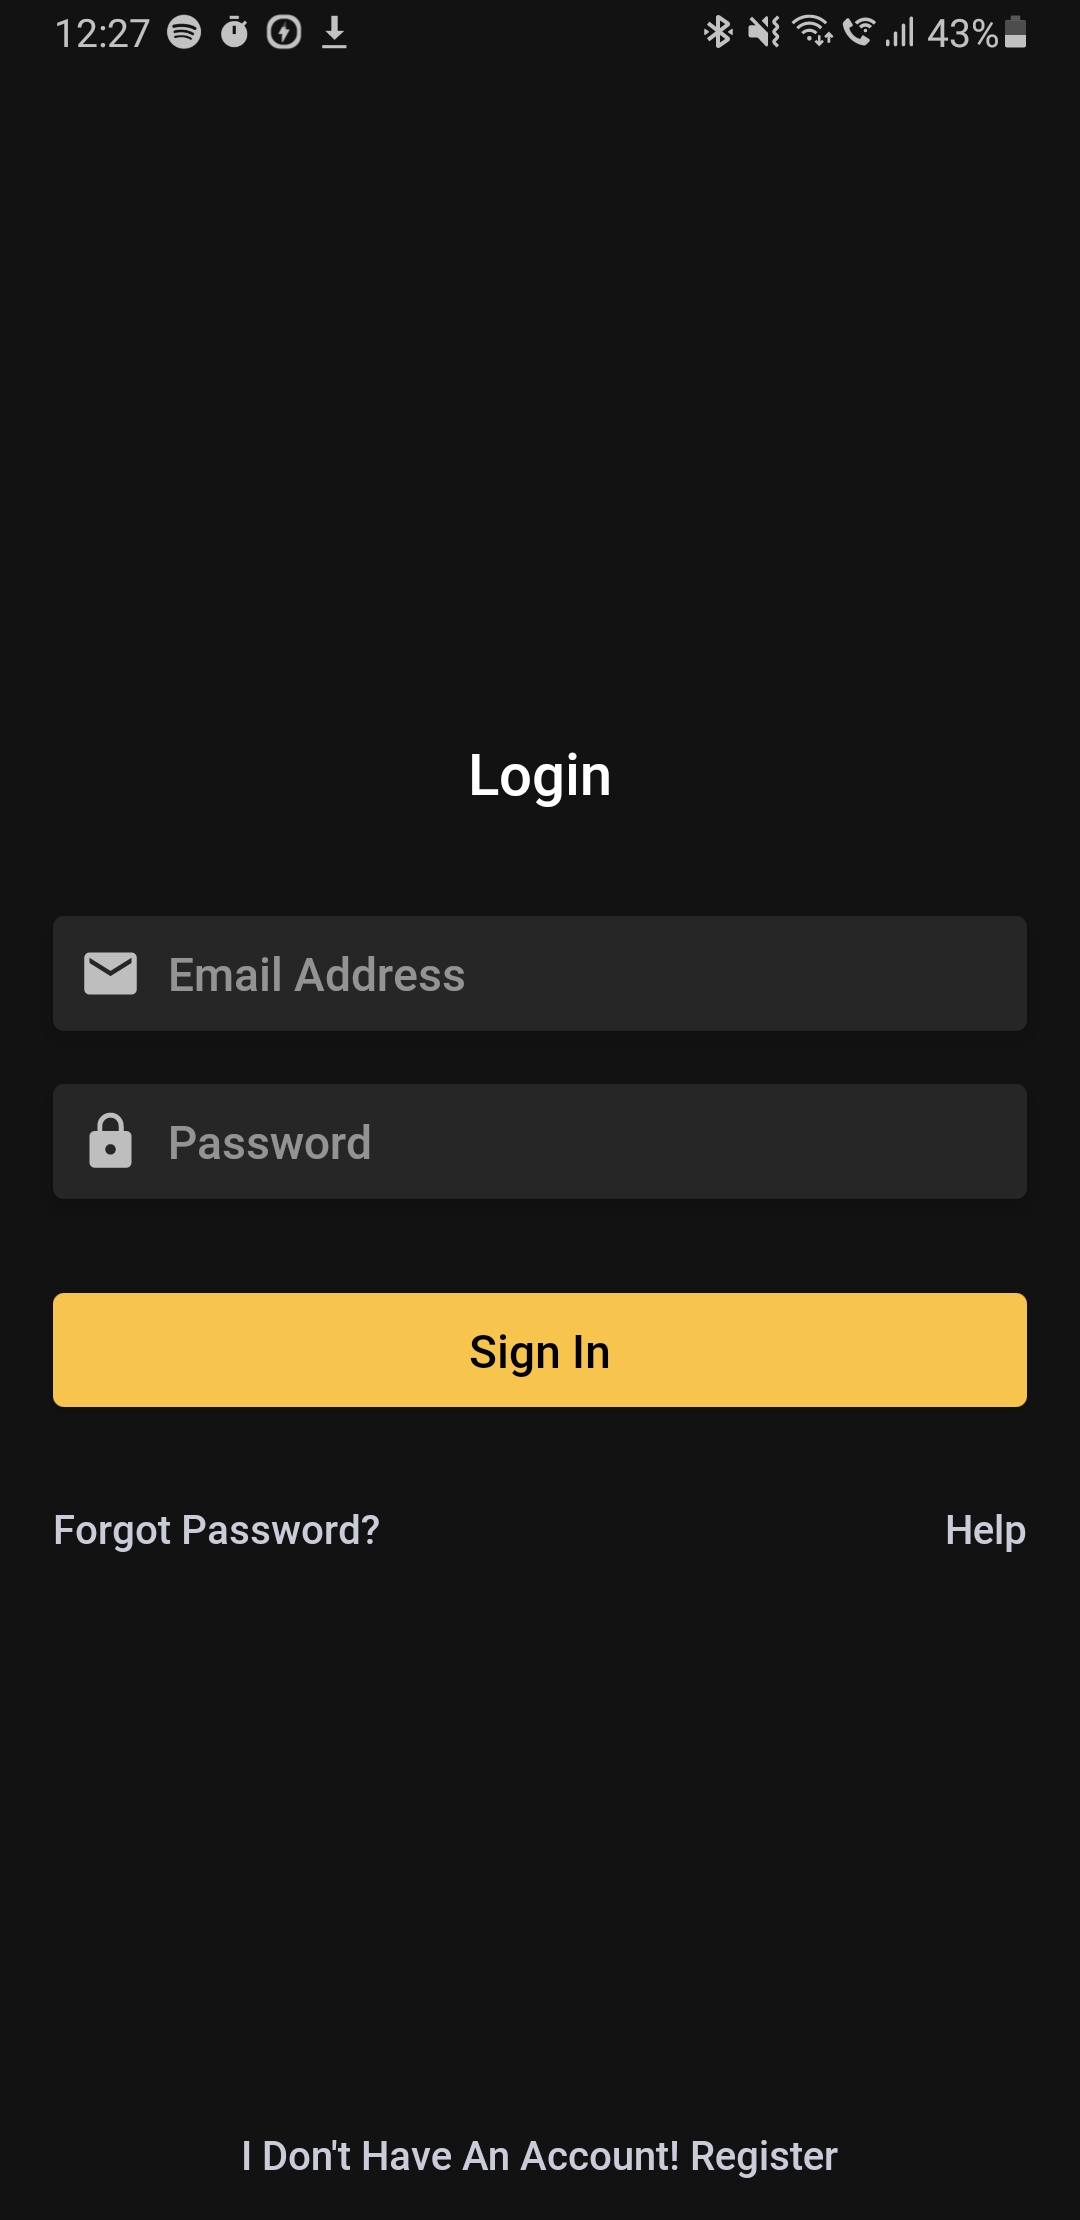 12:27 43%
Login
Email Address
Password
Sign In
Forgot Password? Help
I Don't Have An Account! Register